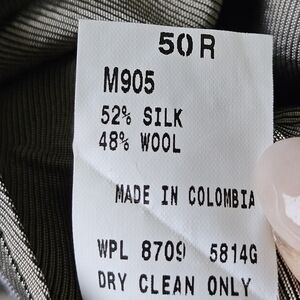 50R
M905
52% SILK
48% WOOL
MADE IN COLOMBIA
WPL 8709 5814G
DRY CLEAN ONLY